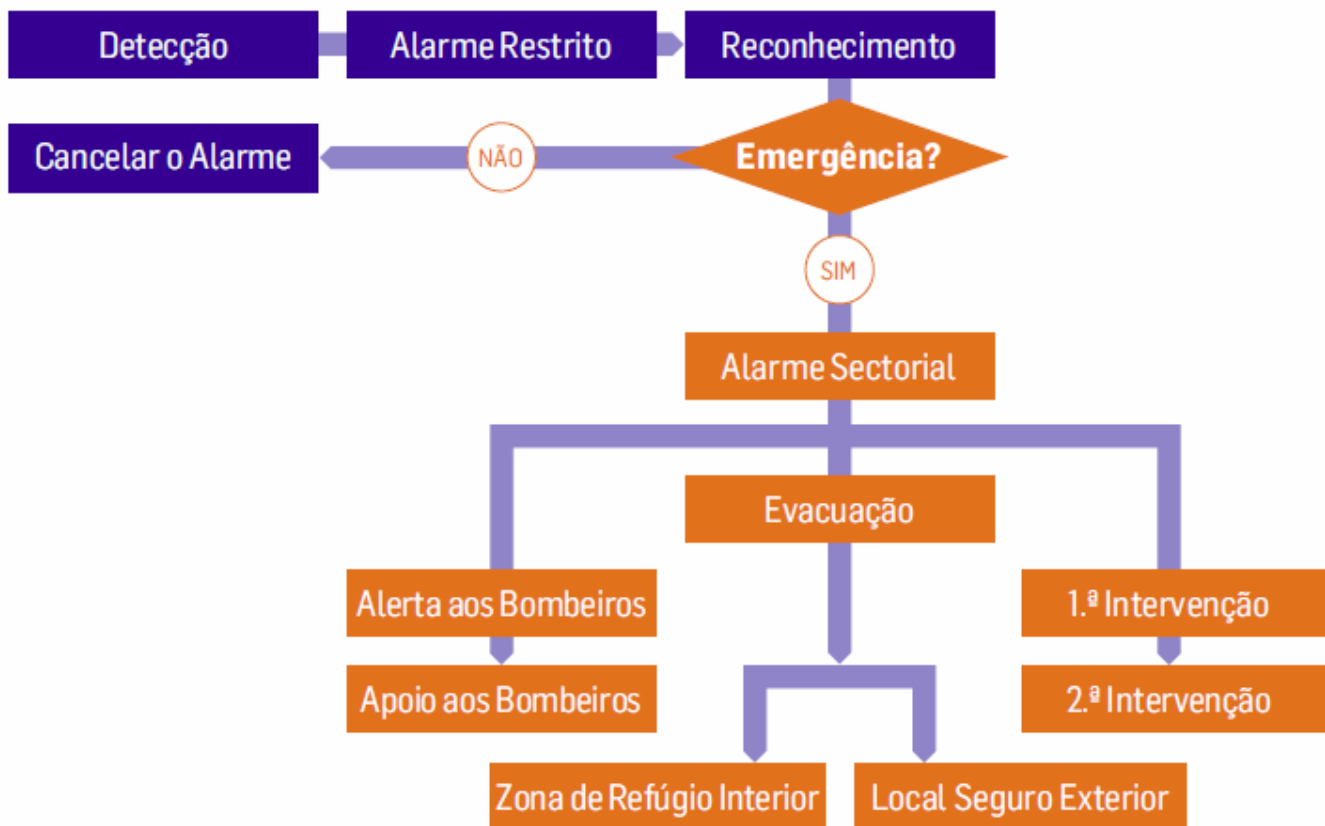 Detecção
Alarme Restrito
Reconhecimento
Cancelar o Alarme
NÃO
Emergência?
SIM
Alarme Sectorial
Evacuação
Alerta aos Bombeiros
1.ª Intervenção
Apoio aos Bombeiros
2.ª Intervenção
Zona de Refúgio Interior
Local Seguro Exterior